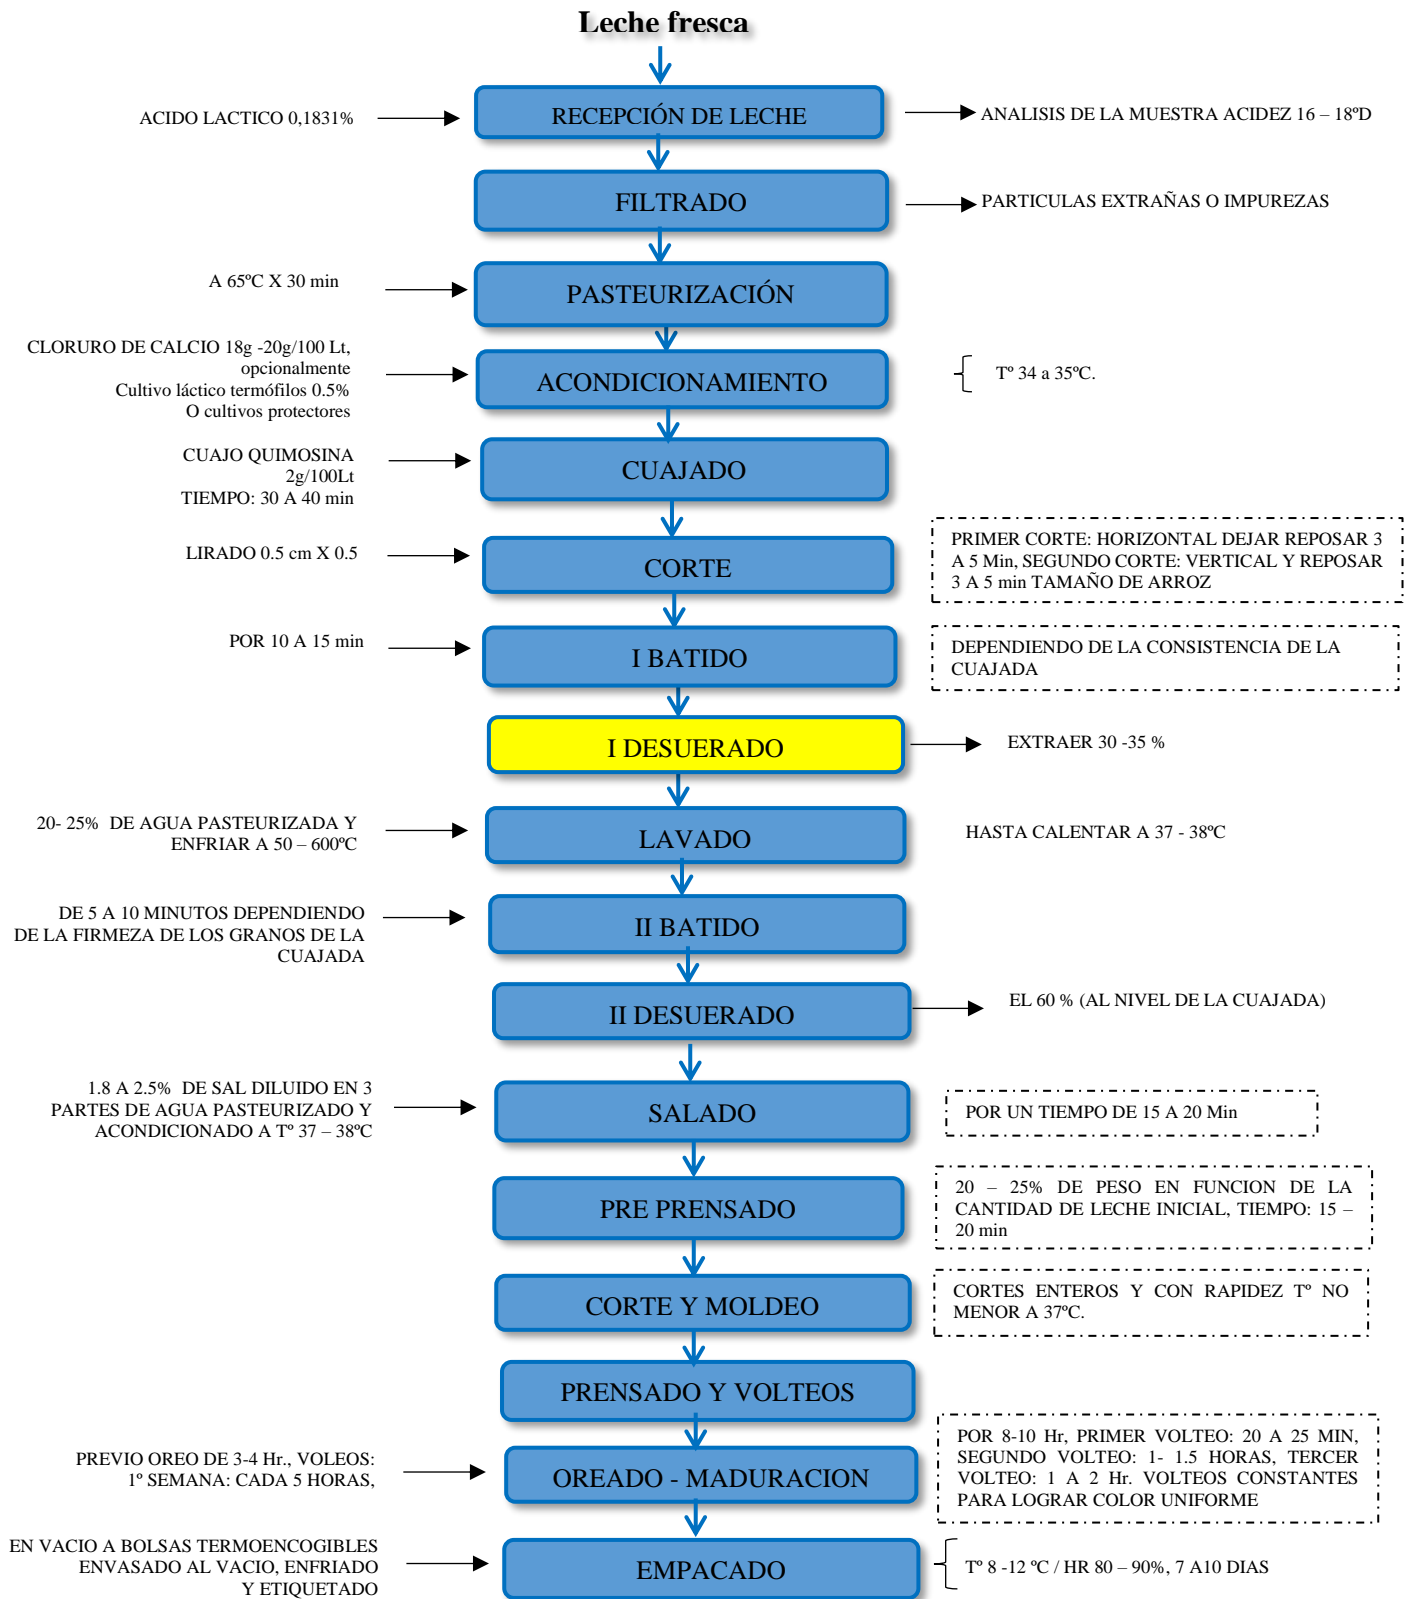 Leche fresca
ACIDO LACTICO 0,1831%
RECEPCIÓN DE LECHE
ANALISIS DE LA MUESTRA ACIDEZ 16 – 18ºD
FILTRADO
PARTICULAS EXTRAÑAS O IMPUREZAS
A 65ºC X 30 min
PASTEURIZACIÓN
CLORURO DE CALCIO 18g -20g/100 Lt,
opcionalmente
Cultivo láctico termófilos 0.5%
O cultivos protectores
ACONDICIONAMIENTO
Tº 34 a 35ºC.
CUAJO QUIMOSINA
2g/100Lt
TIEMPO: 30 A 40 min
CUAJADO
LIRADO 0.5 cm X 0.5
CORTE
PRIMER CORTE: HORIZONTAL DEJAR REPOSAR 3
A 5 Min, SEGUNDO CORTE: VERTICAL Y REPOSAR
3 A 5 min TAMAÑO DE ARROZ
POR 10 A 15 min
I BATIDO
DEPENDIENDO DE LA CONSISTENCIA DE LA
CUAJADA
I DESUERADO
EXTRAER 30 -35 %
20- 25% DE AGUA PASTEURIZADA Y
ENFRIAR A 50 – 600ºC
LAVADO
HASTA CALENTAR A 37 - 38ºC
DE 5 A 10 MINUTOS DEPENDIENDO
DE LA FIRMEZA DE LOS GRANOS DE LA
CUAJADA
II BATIDO
II DESUERADO
EL 60 % (AL NIVEL DE LA CUAJADA)
1.8 A 2.5% DE SAL DILUIDO EN 3
PARTES DE AGUA PASTEURIZADO Y
ACONDICIONADO A Tº 37 – 38ºC
SALADO
POR UN TIEMPO DE 15 A 20 Min
PRE PRENSADO
20 – 25% DE PESO EN FUNCION DE LA
CANTIDAD DE LECHE INICIAL, TIEMPO: 15 –
20 min
CORTE Y MOLDEO
CORTES ENTEROS Y CON RAPIDEZ Tº NO
MENOR A 37ºC.
PRENSADO Y VOLTEOS
PREVIO OREO DE 3-4 Hr., VOLEOS:
1º SEMANA: CADA 5 HORAS,
OREADO - MADURACION
POR 8-10 Hr, PRIMER VOLTEO: 20 A 25 MIN,
SEGUNDO VOLTEO: 1- 1.5 HORAS, TERCER
VOLTEO: 1 A 2 Hr. VOLTEOS CONSTANTES
PARA LOGRAR COLOR UNIFORME
EN VACIO A BOLSAS TERMOENCOGIBLES
ENVASADO AL VACIO, ENFRIADO
Y ETIQUETADO
EMPACADO
Tº 8 -12 ºC / HR 80 – 90%, 7 A10 DIAS